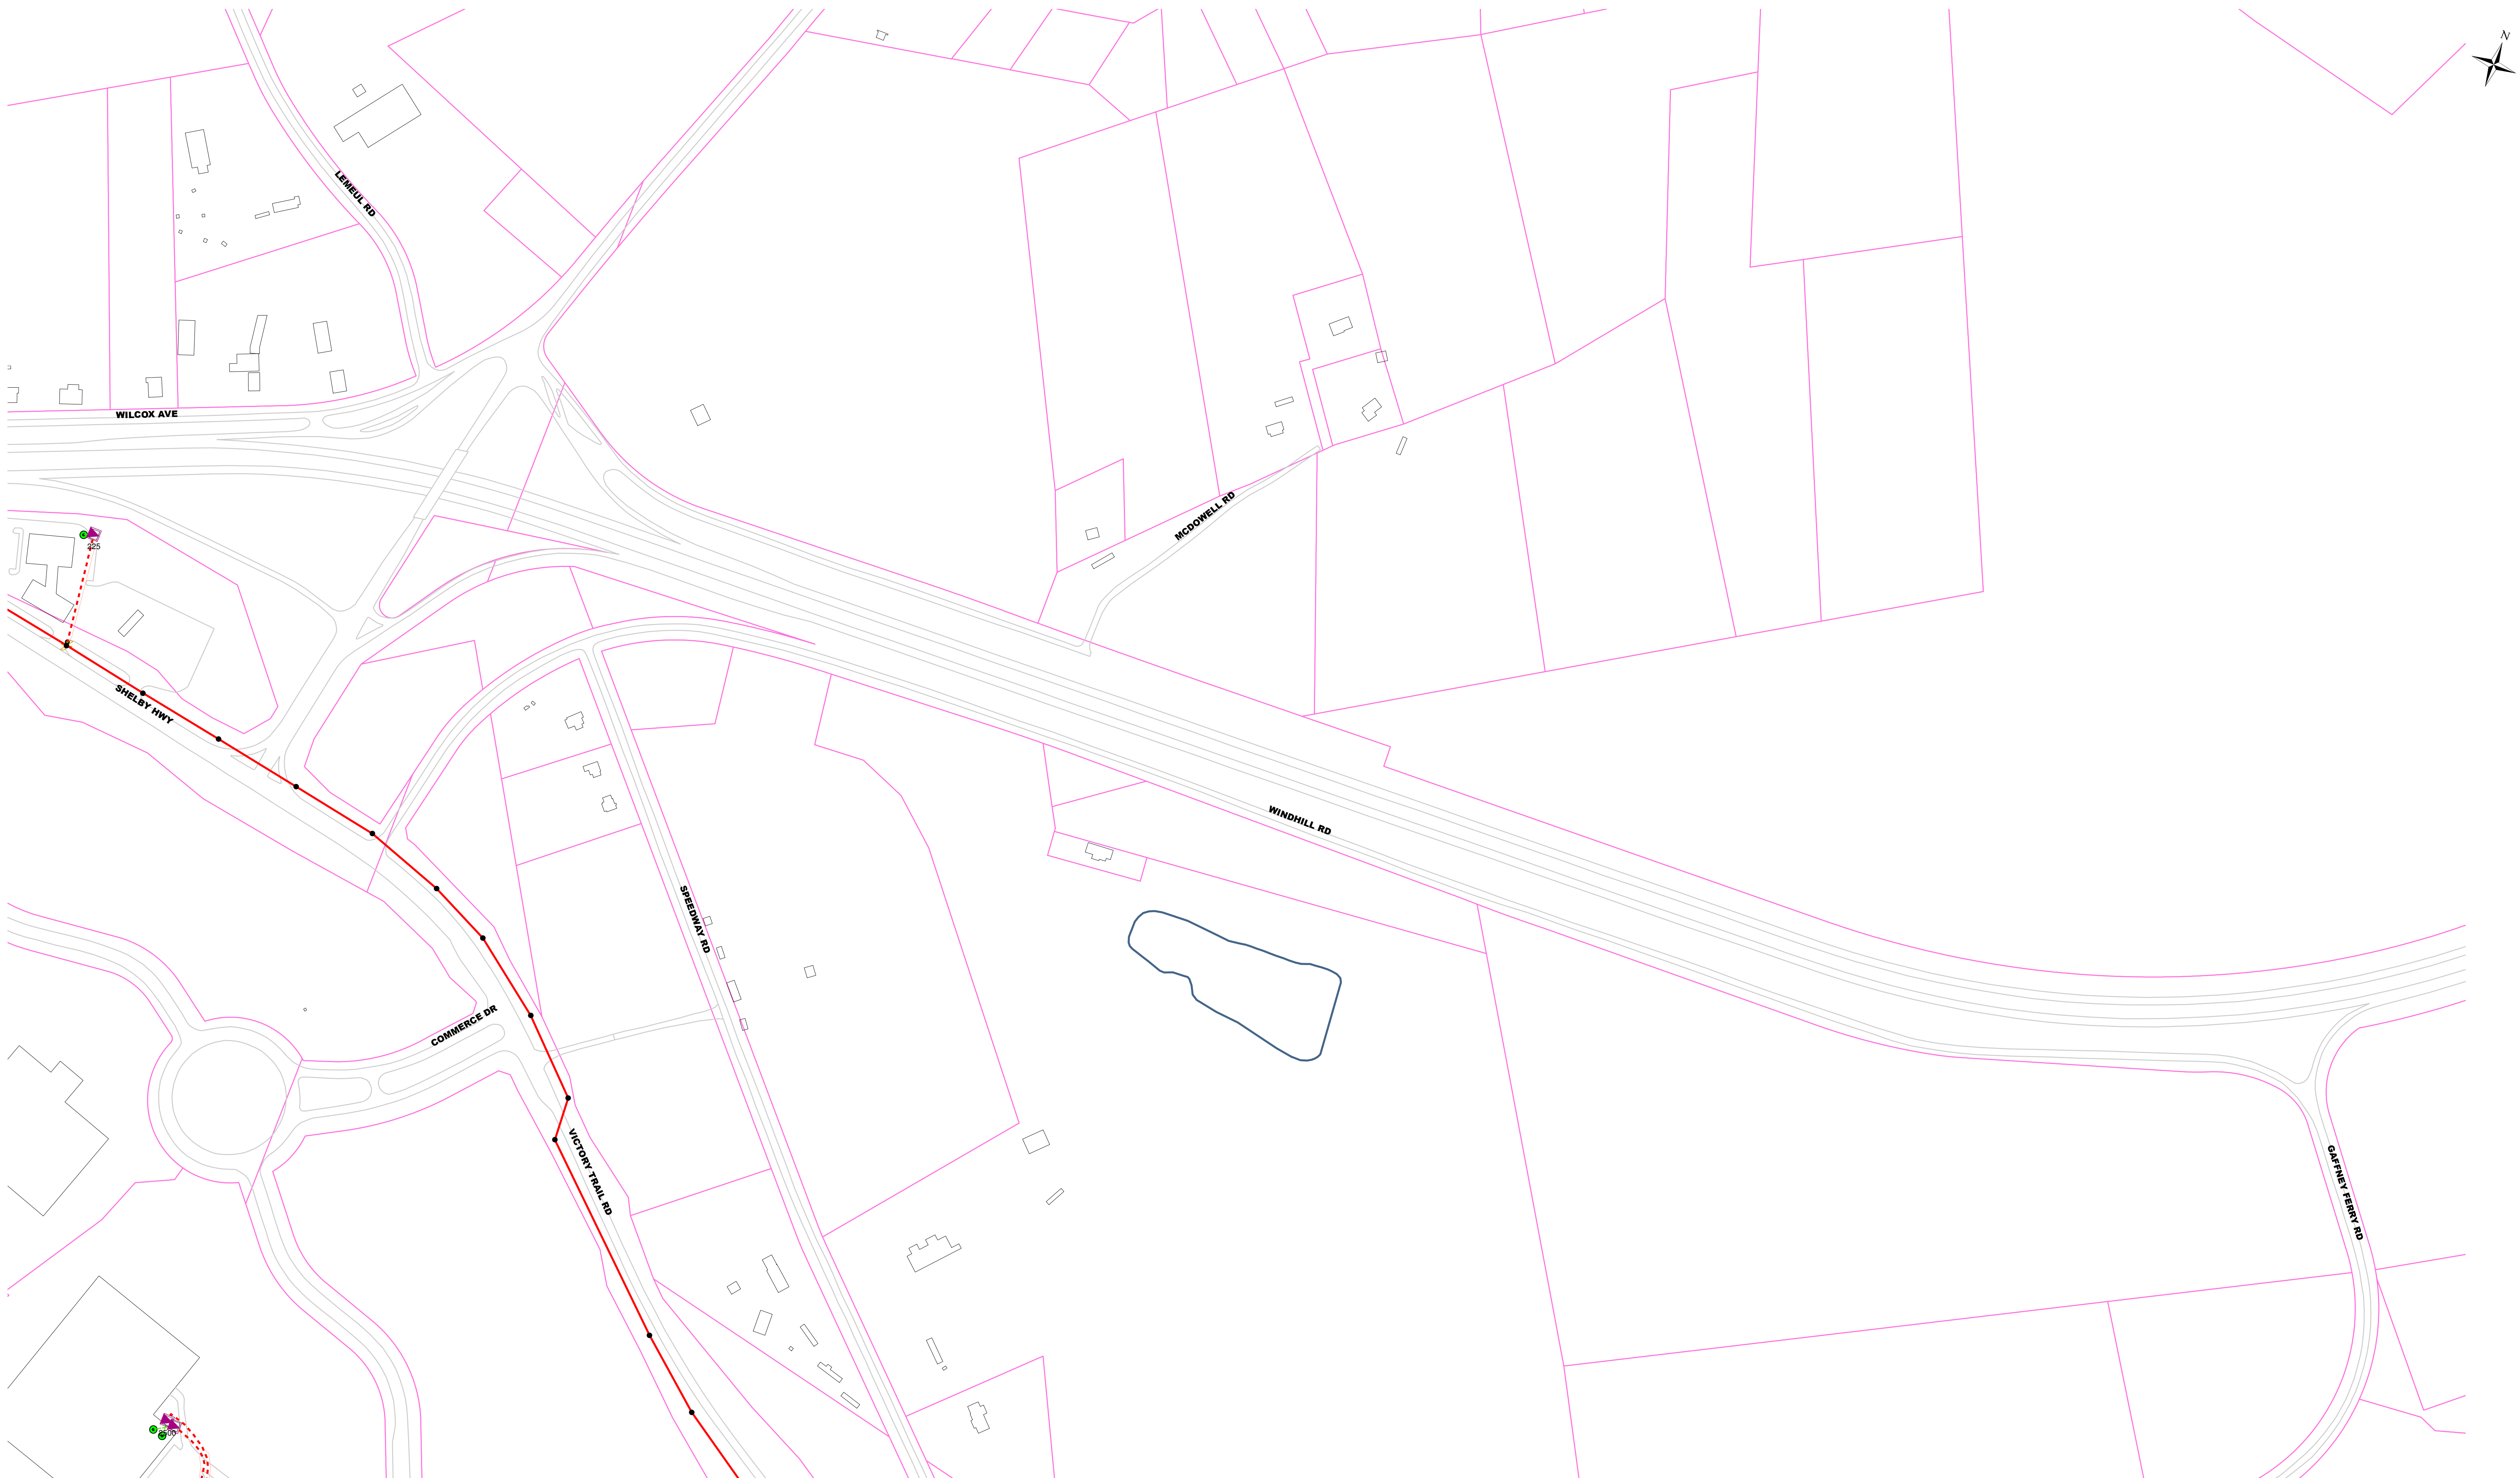 N
LEMEUL RD
WILCOX AVE
MCDOWELL RD
225
SHELBY HWY
WINDHILL RD
SPEEDWAY RD
COMMERCE DR
VICTORY TRAIL RD
GAFFNEY FERRY RD